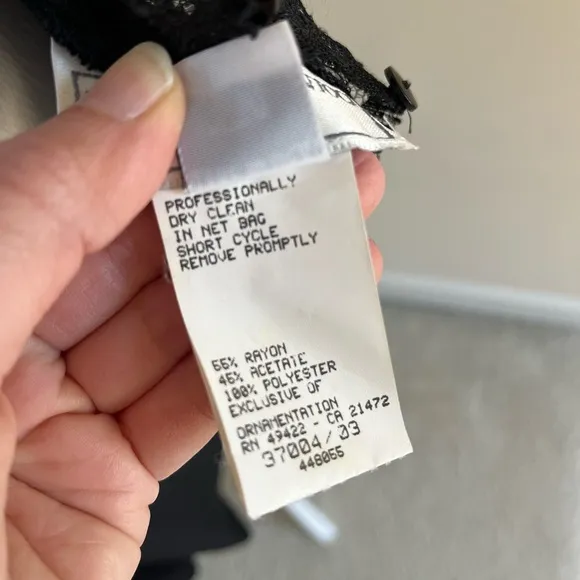 PROFESSIONALLY
DRY CLEAN
IN NET BAG
SHORT CYCLE
REMOVE PROMPTLY
55% RAYON
45% ACETATE
100% POLYESTER
EXCLUSIVE OF
ORNAMENTATION
RN 49422 - CA 21472
37004/03
448065